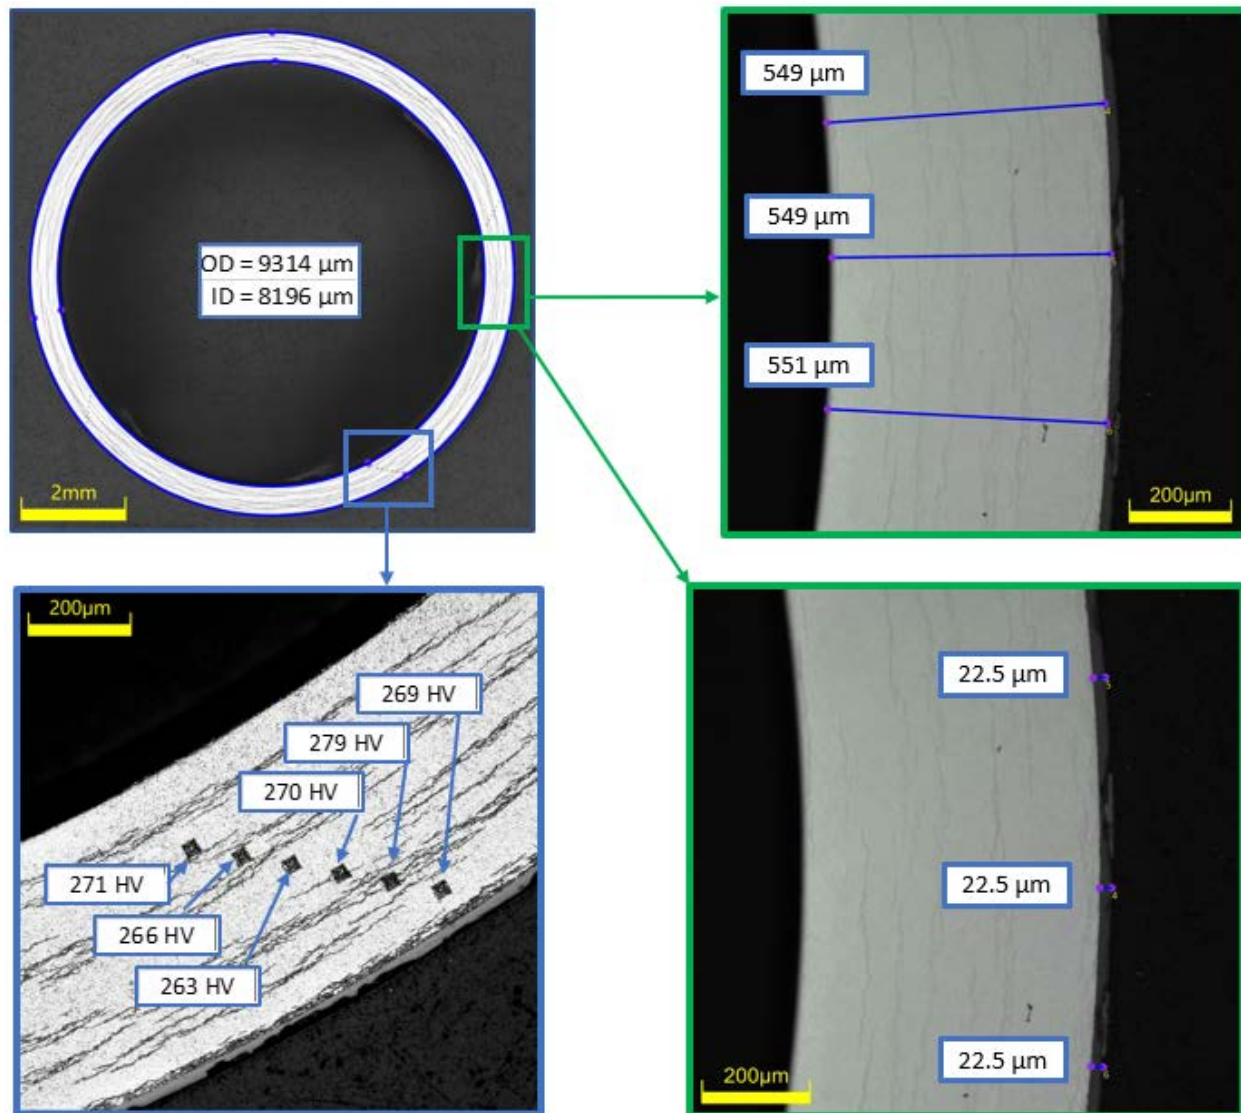 OD = 9314 µm
ID = 8196 µm
2mm
549 µm
549 µm
551 µm
200µm
200µm
269 HV
279 HV
270 HV
271 HV
266 HV
263 HV
22.5 µm
22.5 µm
22.5 µm
200µm